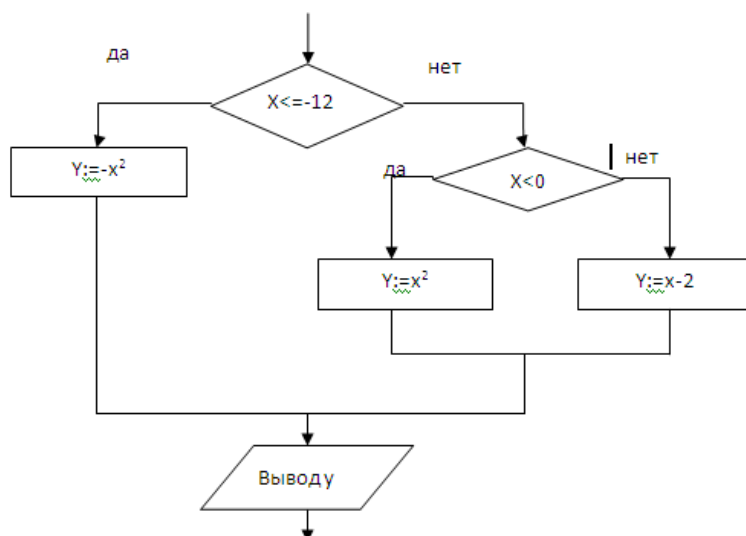 да
нет
X<=-12
Y:=-x²
да
X<0
нет
Y:=x²
Y:=x-2
Выводу